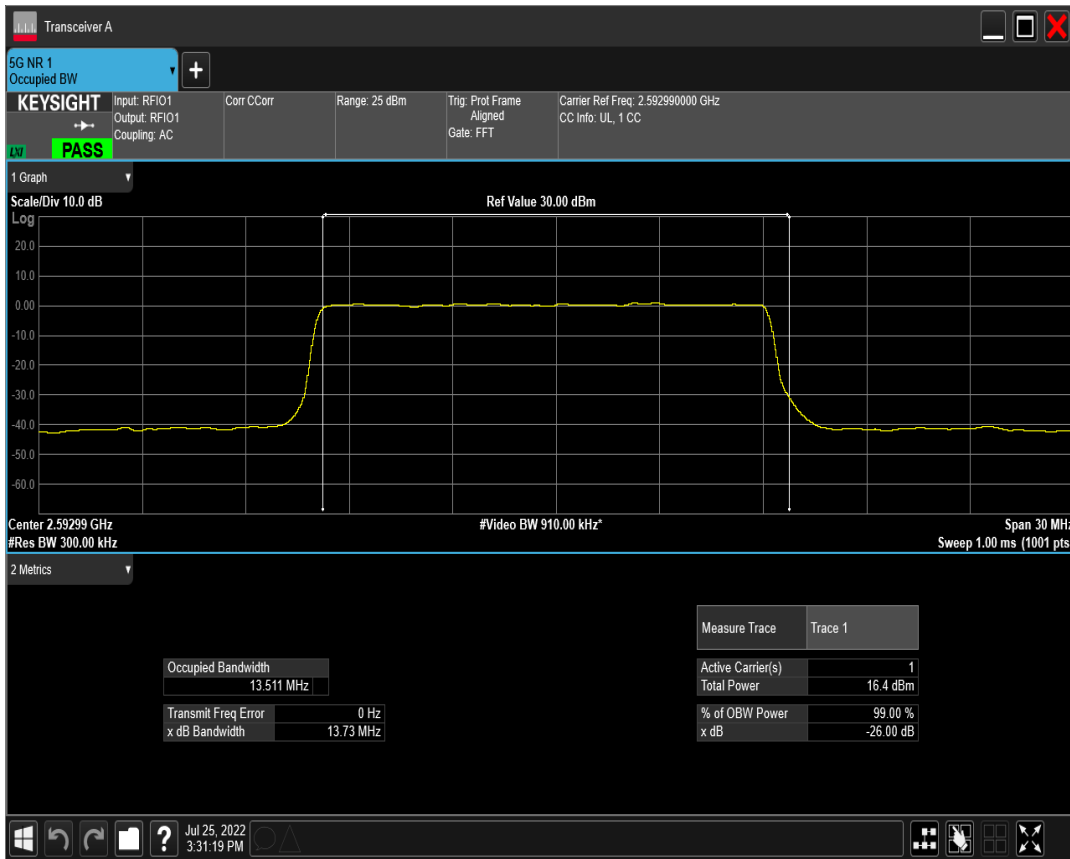 Transceiver A
5G NR 1
Occupied BW
+
KEYSIGHT
LXI
PASS
Input: RFIO1
Output: RFIO1
Coupling: AC
Corr CCorr
Range: 25 dBm
Trig: Prot Frame
Aligned
Gate: FFT
Carrier Ref Freq: 2.592990000 GHz
CC Info: UL, 1 CC
1 Graph
Scale/Div 10.0 dB
Ref Value 30.00 dBm
Log
20.0
10.0
0.00
-10.0
-20.0
-30.0
-40.0
-50.0
-60.0
Center 2.59299 GHz
#Video BW 910.00 kHz*
Span 30 MHz
#Res BW 300.00 kHz
Sweep 1.00 ms (1001 pts
2 Metrics
Measure Trace Trace 1
Occupied Bandwidth
13.511 MHz
Active Carrier(s) 1
Total Power 16.4 dBm
Transmit Freq Error 0 Hz
x dB Bandwidth 13.73 MHz
% of OBW Power 99.00 %
x dB -26.00 dB
?
Jul 25, 2022
3:31:19 PM